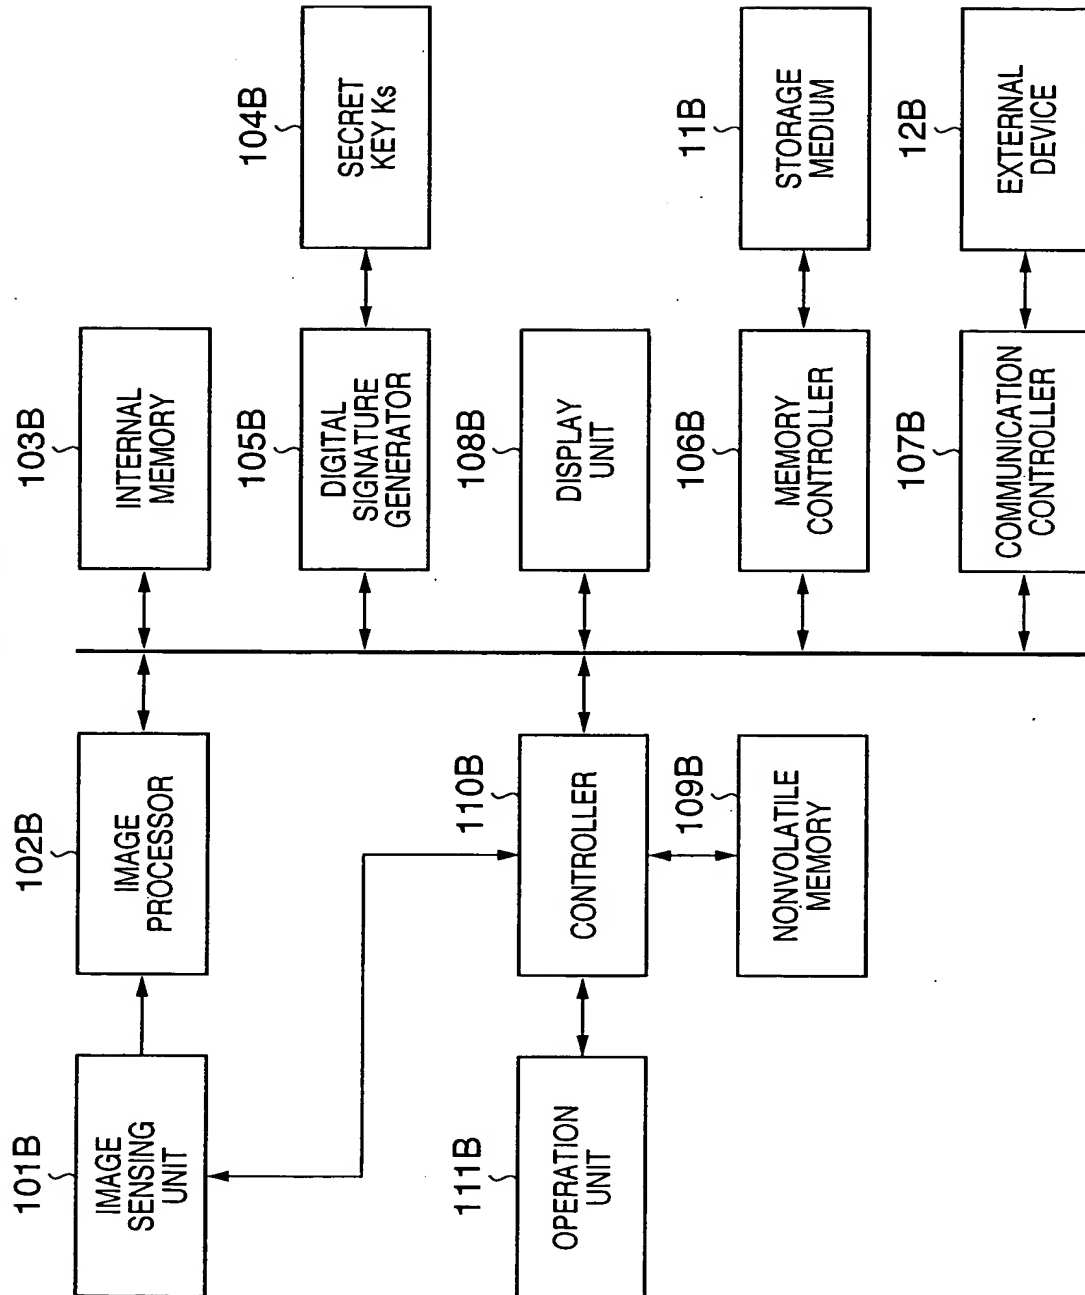 101B
IMAGE
SENSING
UNIT
102B
IMAGE
PROCESSOR
103B
INTERNAL
MEMORY
104B
SECRET
KEY Ks
105B
DIGITAL
SIGNATURE
GENERATOR
108B
DISPLAY
UNIT
111B
OPERATION
UNIT
110B
CONTROLLER
109B
NONVOLATILE
MEMORY
106B
MEMORY
CONTROLLER
11B
STORAGE
MEDIUM
107B
COMMUNICATION
CONTROLLER
12B
EXTERNAL
DEVICE